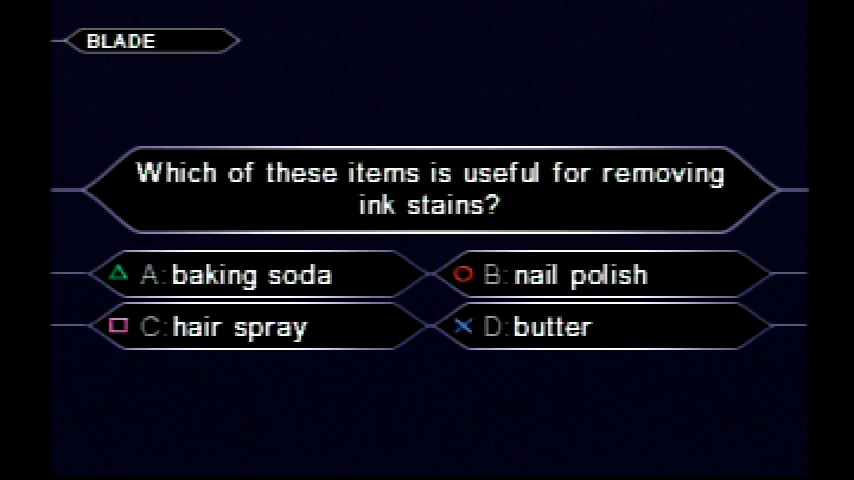 BLADE
Which of these items is useful for removing
ink stains?
A: baking soda
B: nail polish
C: hair spray
D: butter